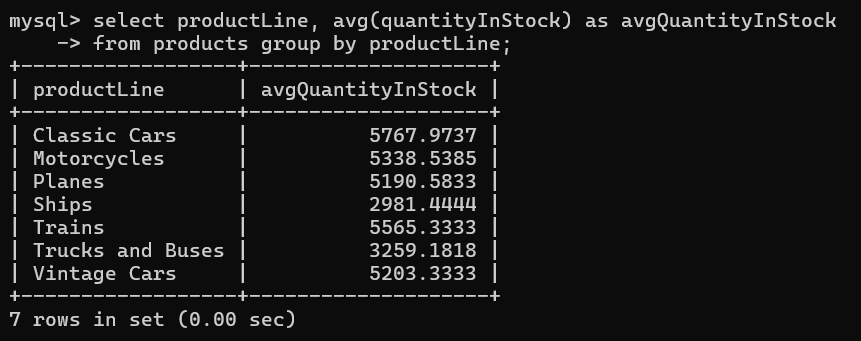 mysql> select productLine, avg(quantityInStock) as avgQuantityInStock
    -> from products group by productLine;
+-----------------+--------------------+
| productLine     | avgQuantityInStock |
+-----------------+--------------------+
| Classic Cars    |          5767.9737 |
| Motorcycles     |          5338.5385 |
| Planes          |          5190.5833 |
| Ships           |          2981.4444 |
| Trains          |          5565.3333 |
| Trucks and Buses |          3259.1818 |
| Vintage Cars    |          5203.3333 |
+-----------------+--------------------+
7 rows in set (0.00 sec)